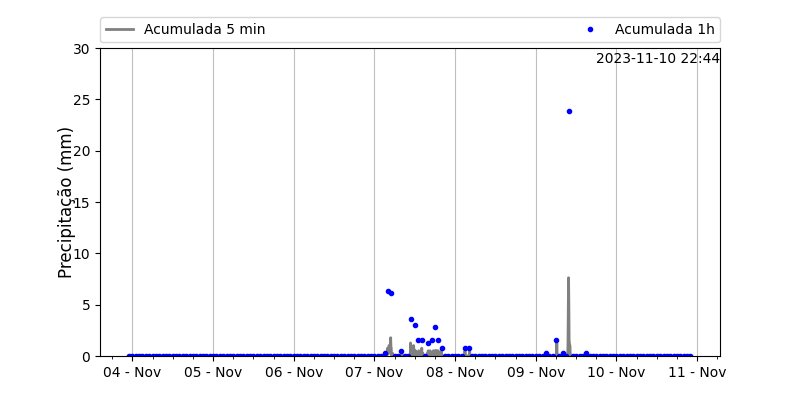 Acumulada 5 min
Acumulada 1h
2023-11-10 22:44
Precipitação (mm)
30
25
20
15
10
5
0
04 - Nov
05 - Nov
06 - Nov
07 - Nov
08 - Nov
09 - Nov
10 - Nov
11 - Nov